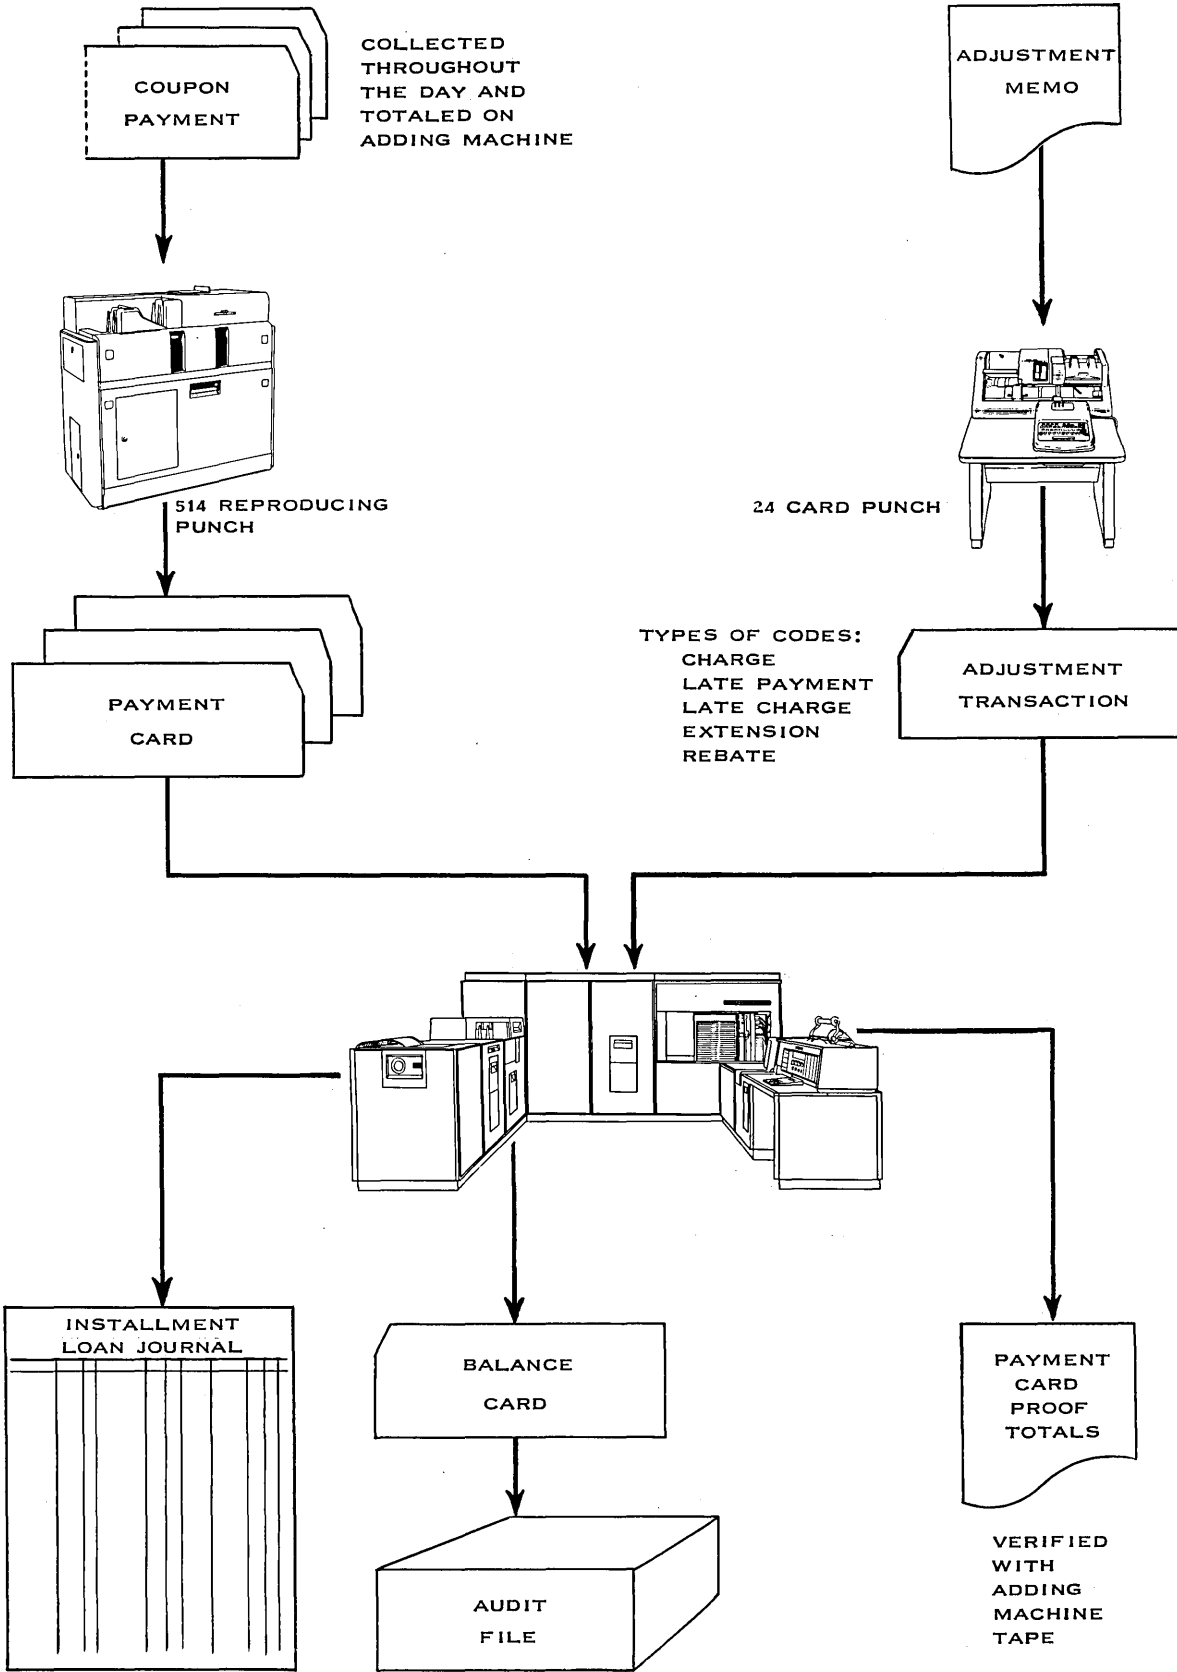 COUPON
PAYMENT
COLLECTED
THROUGHOUT
THE DAY AND
TOTALED ON
ADDING MACHINE
ADJUSTMENT
MEMO
514 REPRODUCING
PUNCH
24 CARD PUNCH
PAYMENT
CARD
TYPES OF CODES:
CHARGE
LATE PAYMENT
LATE CHARGE
EXTENSION
REBATE
ADJUSTMENT
TRANSACTION
INSTALLMENT
LOAN JOURNAL
BALANCE
CARD
PAYMENT
CARD
PROOF
TOTALS
AUDIT
FILE
VERIFIED
WITH
ADDING
MACHINE
TAPE